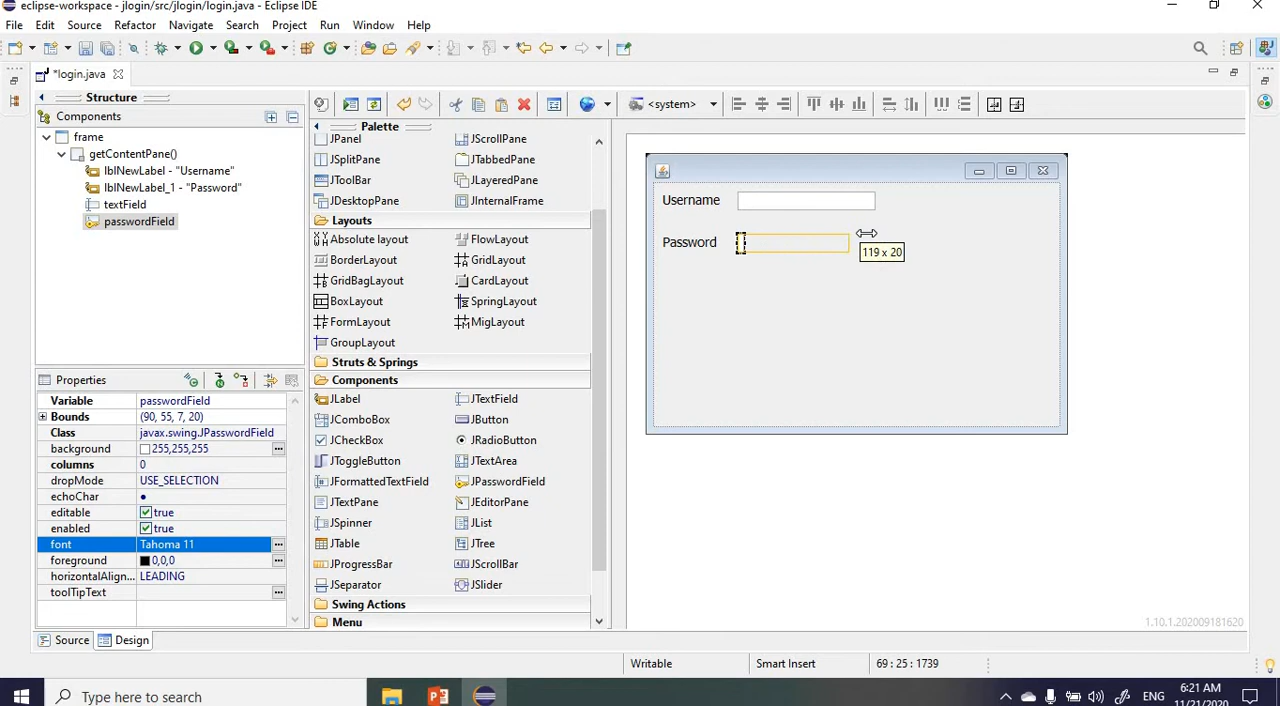 eclipse-workspace - jlogin/src/jlogin/login.java - Eclipse IDE
File Edit Source Refactor Navigate Search Project Run Window Help
*login.java
Structure
Components
frame
getContentPane()
lblNewLabel - "Username"
lblNewLabel_1 - "Password"
textField
passwordField
Properties
Variable passwordField
Bounds (90, 55, 7, 20)
Class javax.swing.JPasswordField
background 255,255,255
columns 0
dropMode USE_SELECTION
echoChar ●
editable true
enabled true
font Tahoma 11
foreground 0,0,0
horizontalAlign... LEADING
toolTipText
Source Design
<system>
Palette
JPanel JScrollPane
JSplitPane JTabbedPane
JToolBar JLayeredPane
JDesktopPane JInternalFrame
Layouts
Absolute layout FlowLayout
BorderLayout GridLayout
GridBagLayout CardLayout
BoxLayout SpringLayout
FormLayout MigLayout
GroupLayout
Struts & Springs
Components
JLabel JTextField
JComboBox JButton
JCheckBox JRadioButton
JToggleButton JTextArea
JFormattedTextField JPasswordField
JTextPane JEditorPane
JSpinner JList
JTable JTree
JProgressBar JScrollBar
JSeparator JSlider
Swing Actions
Menu
Username
Password
119 x 20
1.10.1.202009181620
Writable Smart Insert 69 : 25 : 1739
Type here to search
ENG
6:21 AM
11/21/2020